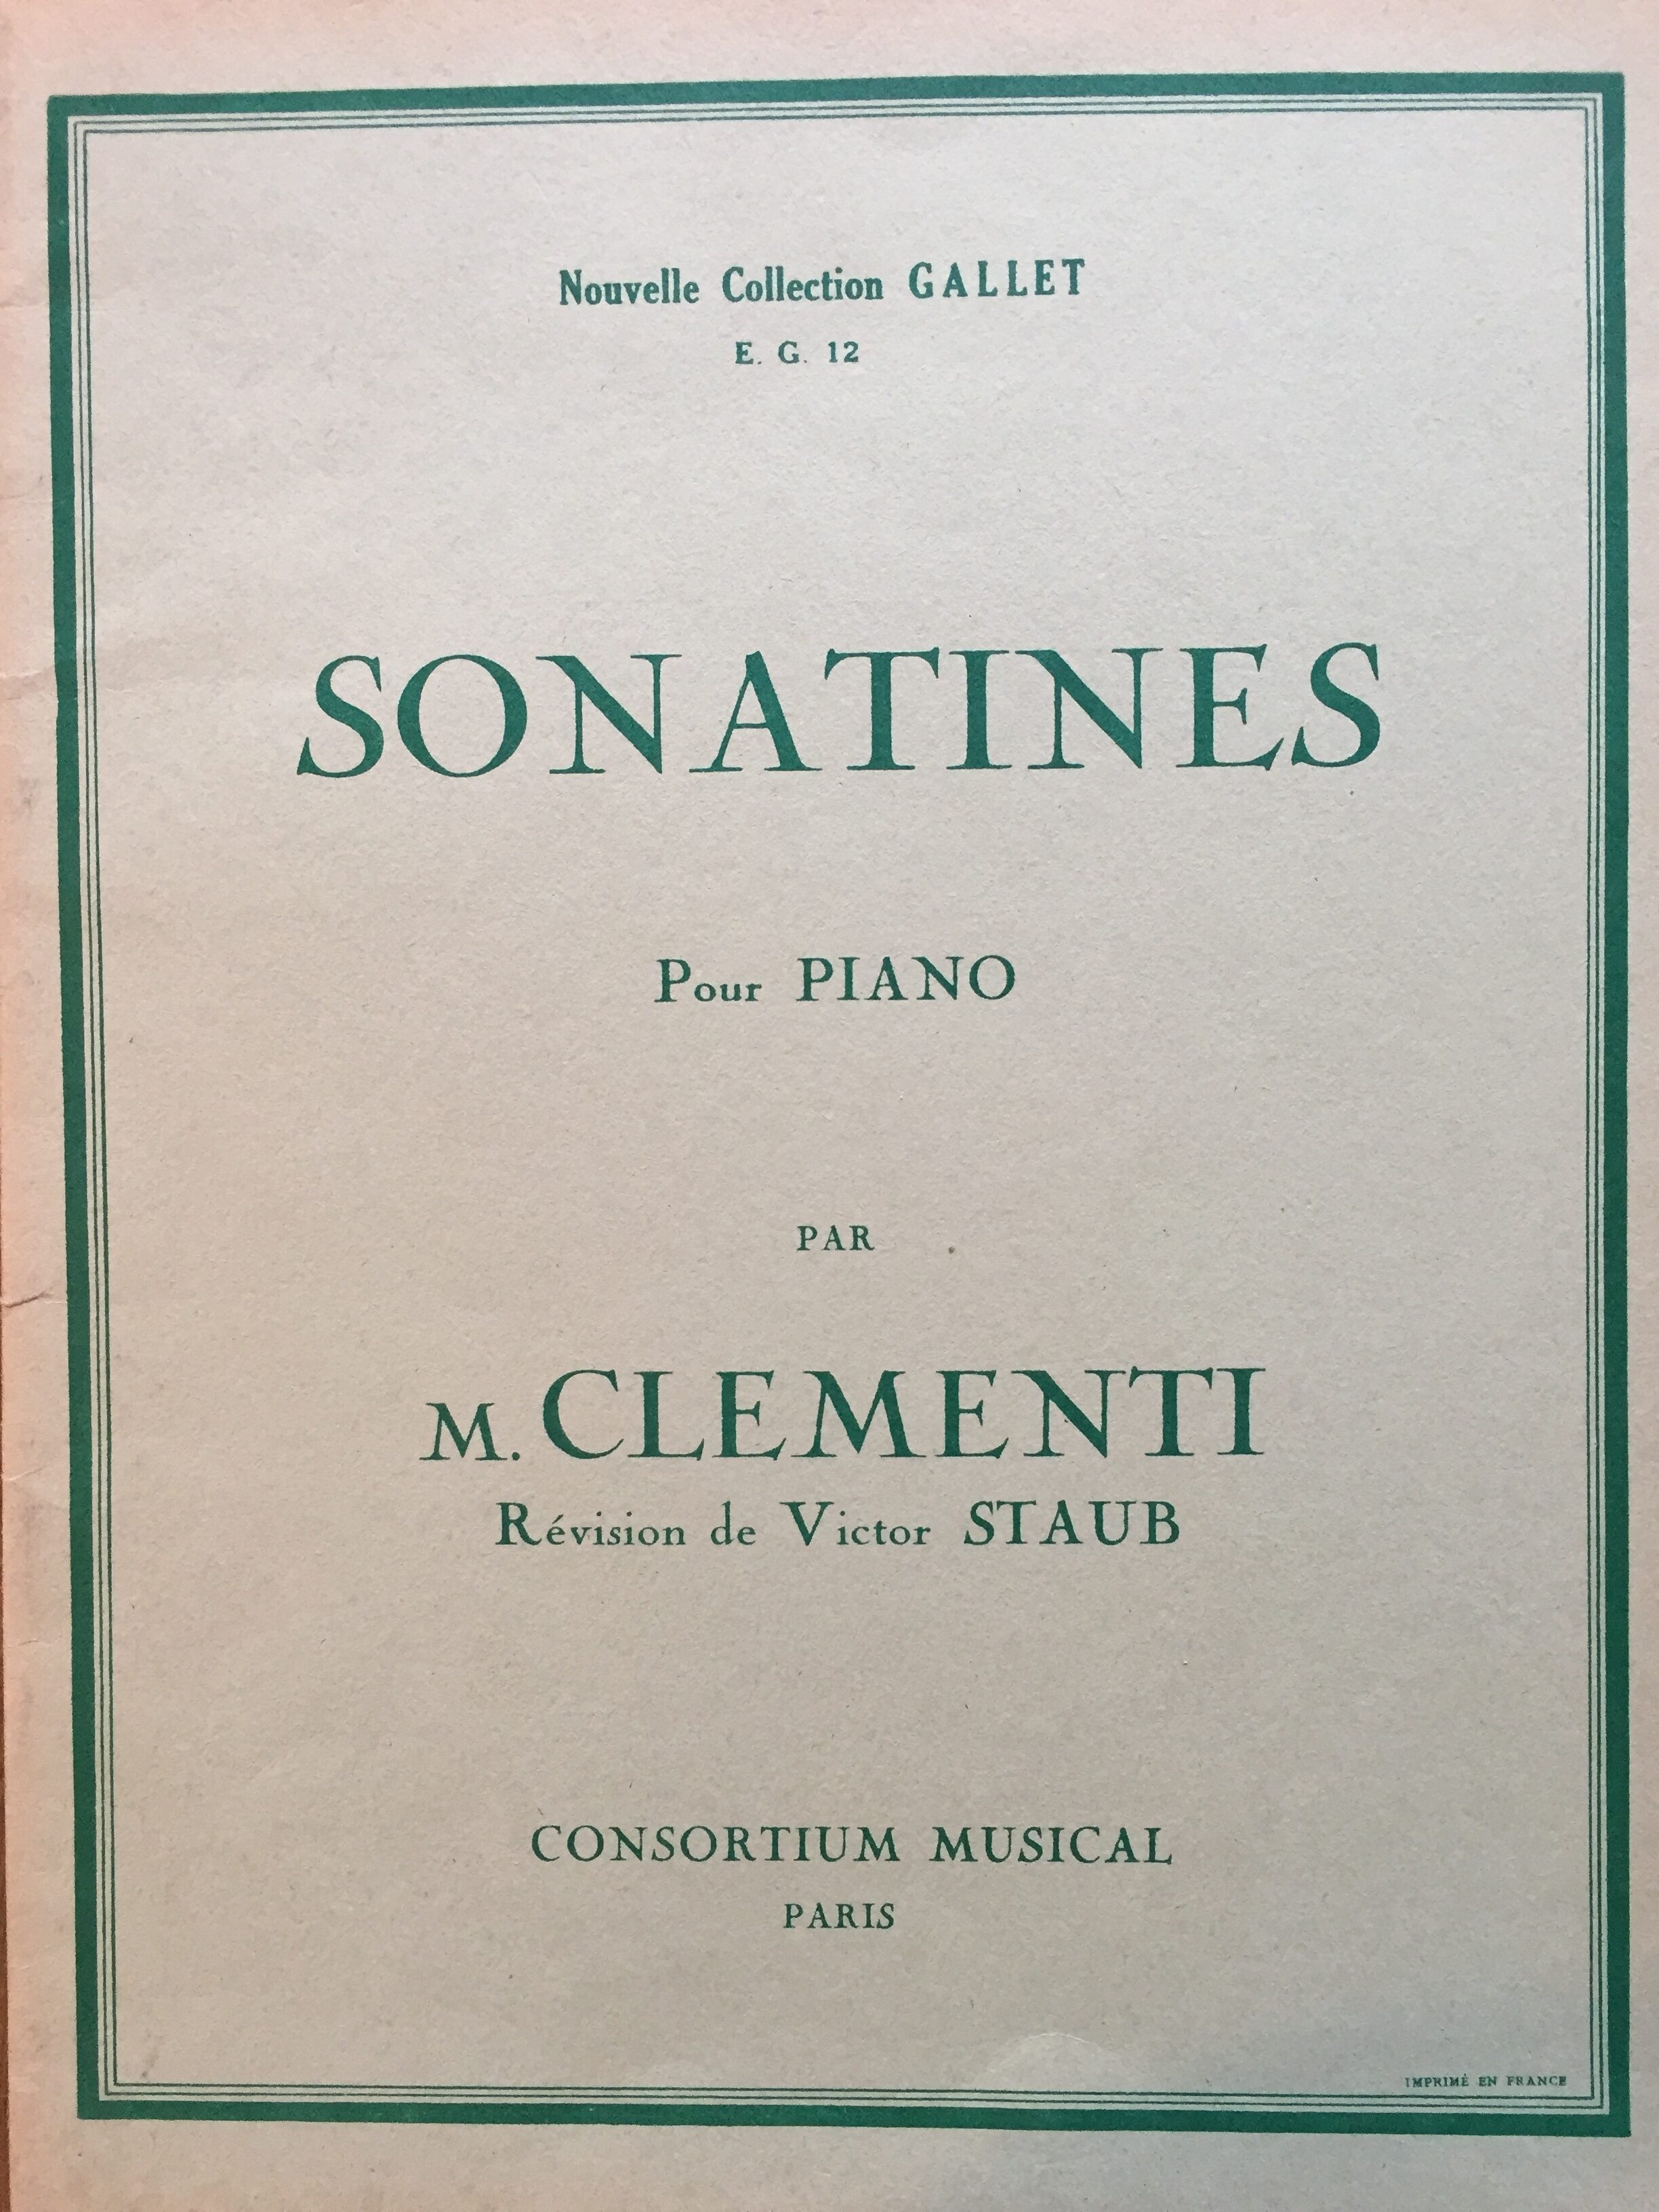 Nouvelle Collection GALLET
E. G. 12
SONATINES
Pour PIANO
PAR
M. CLEMENTI
Révision de Victor STAUB
CONSORTIUM MUSICAL
PARIS
IMPRIMÉ EN FRANCE